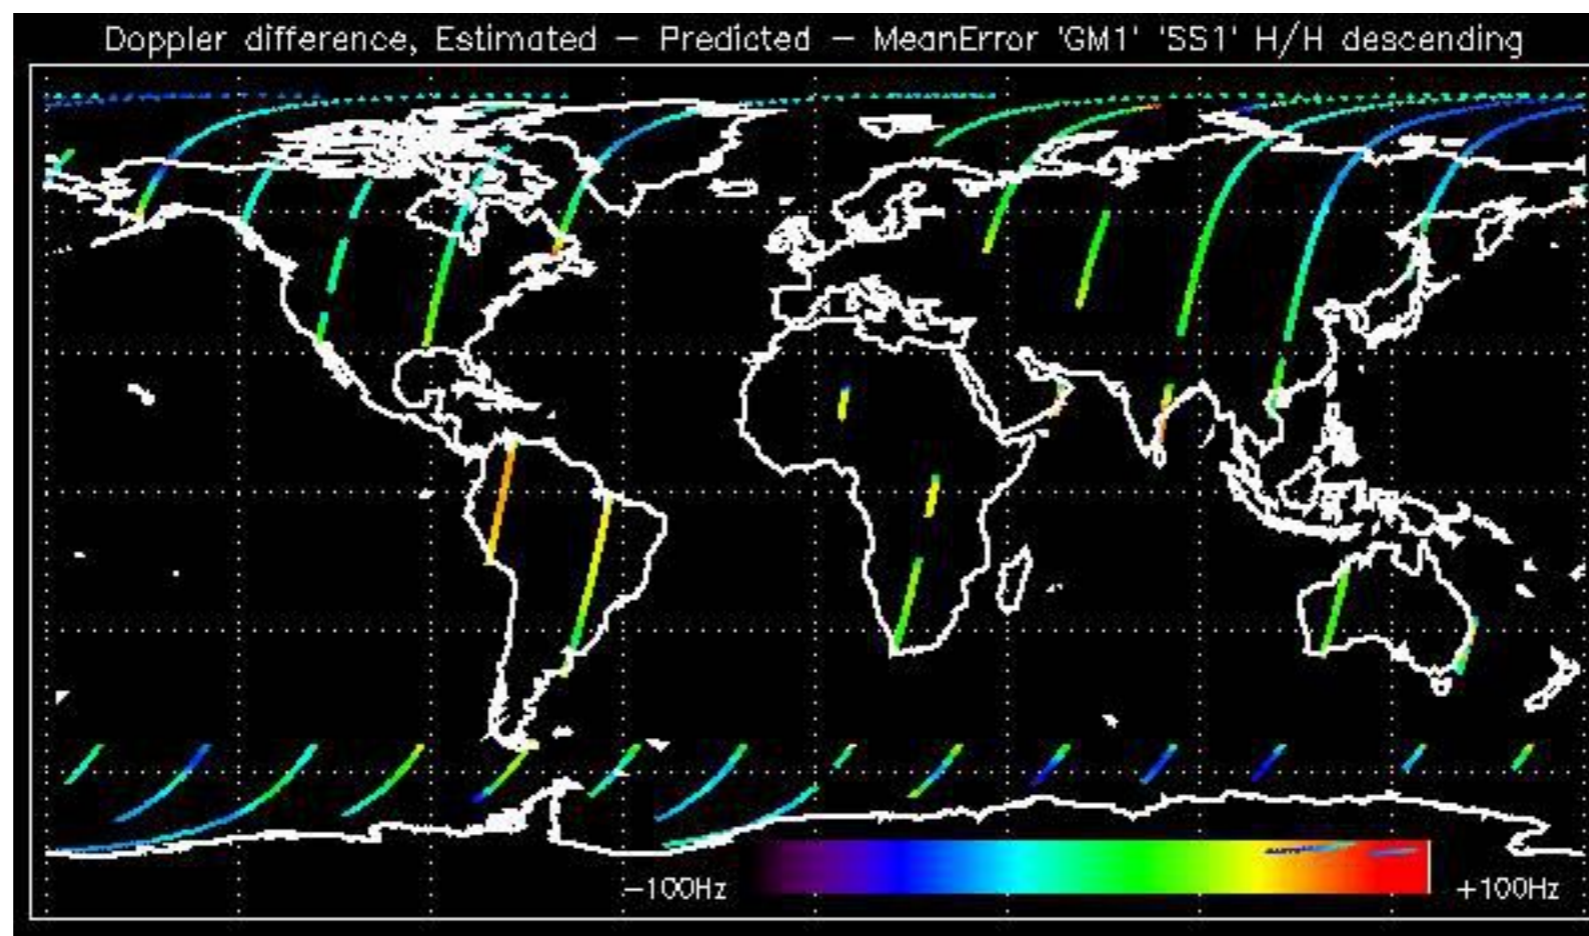 Doppler difference, Estimated – Predicted – MeanError 'GM1' 'SS1' H/H descending
-100Hz
+100Hz